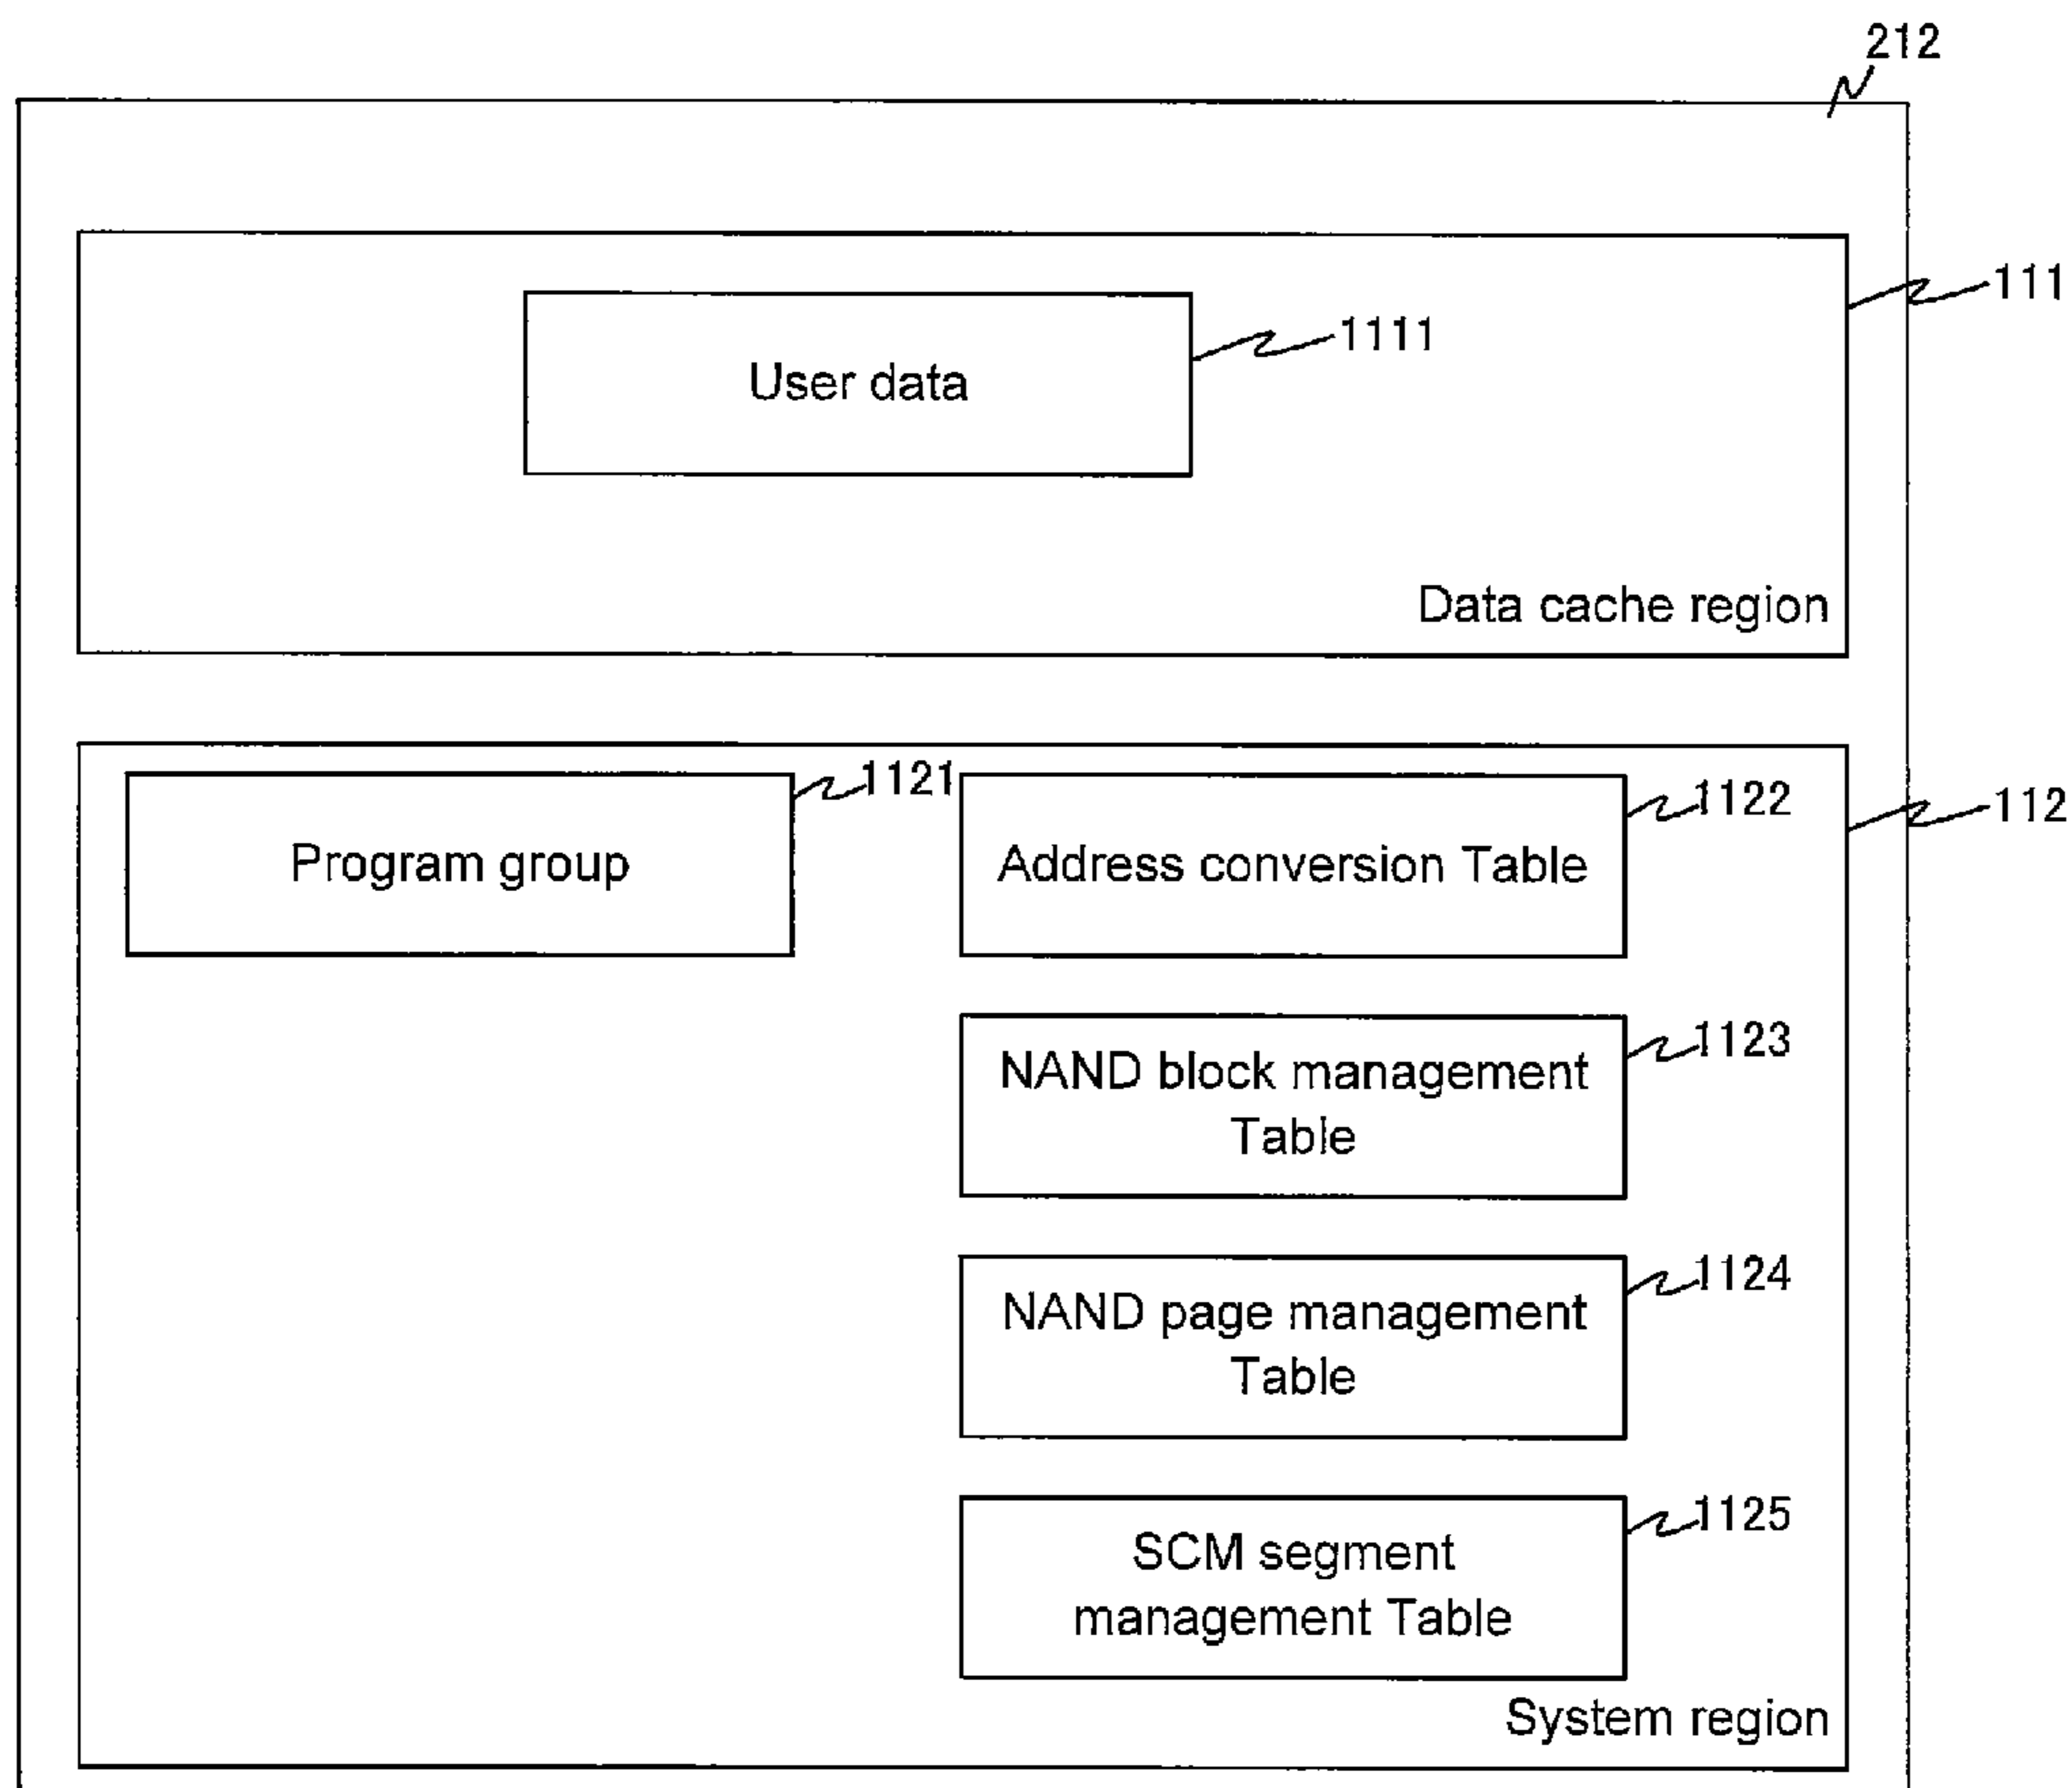 212
111
1111
User data
Data cache region
1121
1122
112
Program group
Address conversion Table
1123
NAND block management
Table
1124
NAND page management
Table
1125
SCM segment
management Table
System region